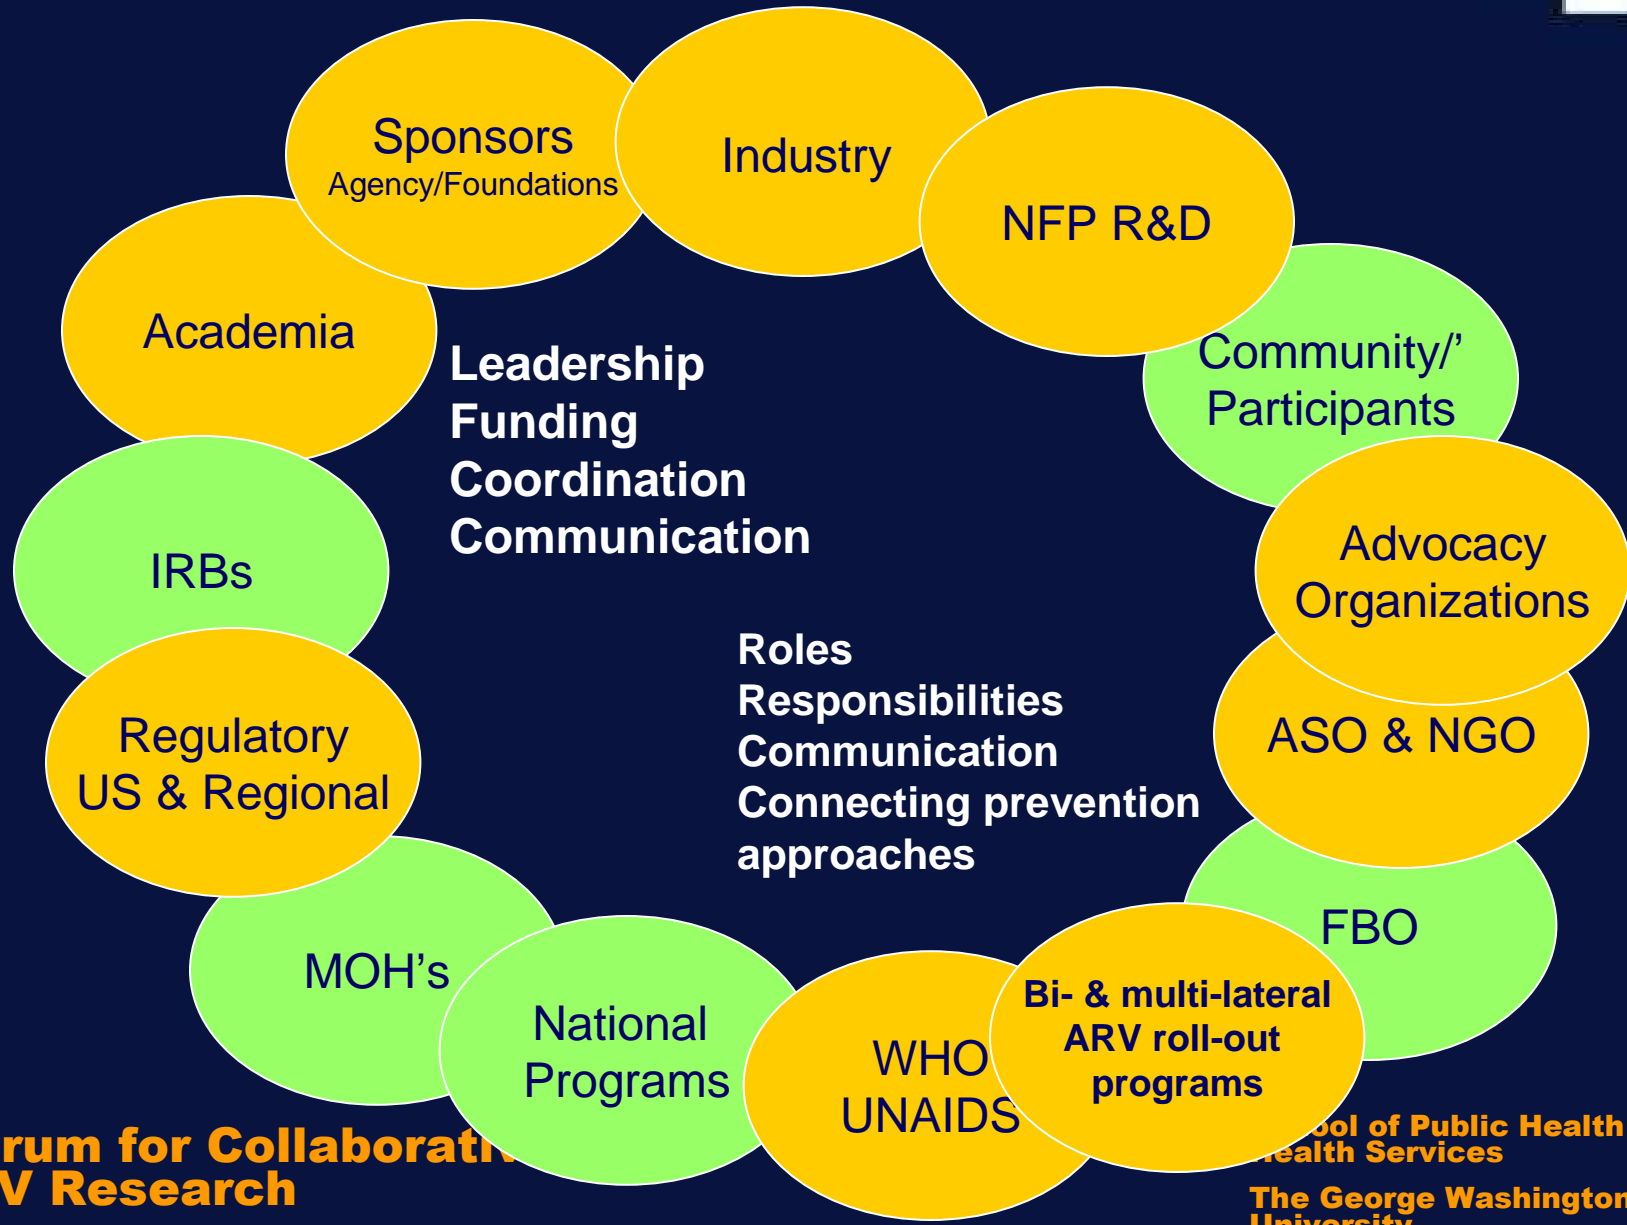 Sponsors
Agency/Foundations
Industry
NFP R&D
Academia
Community/’
Participants
Leadership
Funding
Coordination
Communication
IRBs
Advocacy
Organizations
Roles
Responsibilities
Communication
Connecting prevention
approaches
Regulatory
US & Regional
ASO & NGO
FBO
MOH’s
National
Programs
WHO
UNAIDS
Bi- & multi-lateral
ARV roll-out
programs
rum for Collaborativ
V Research
ool of Public Health
ealth Services
The George Washington
University